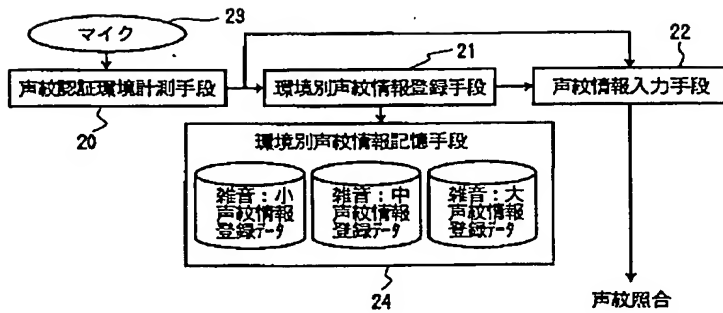 23
マイク
21
22
声紋認証環境計測手段
環境別声紋情報登録手段
声紋情報入力手段
20
環境別声紋情報記憶手段
雑音：小
声紋情報
登録データ
雑音：中
声紋情報
登録データ
雑音：大
声紋情報
登録データ
24
声紋照合